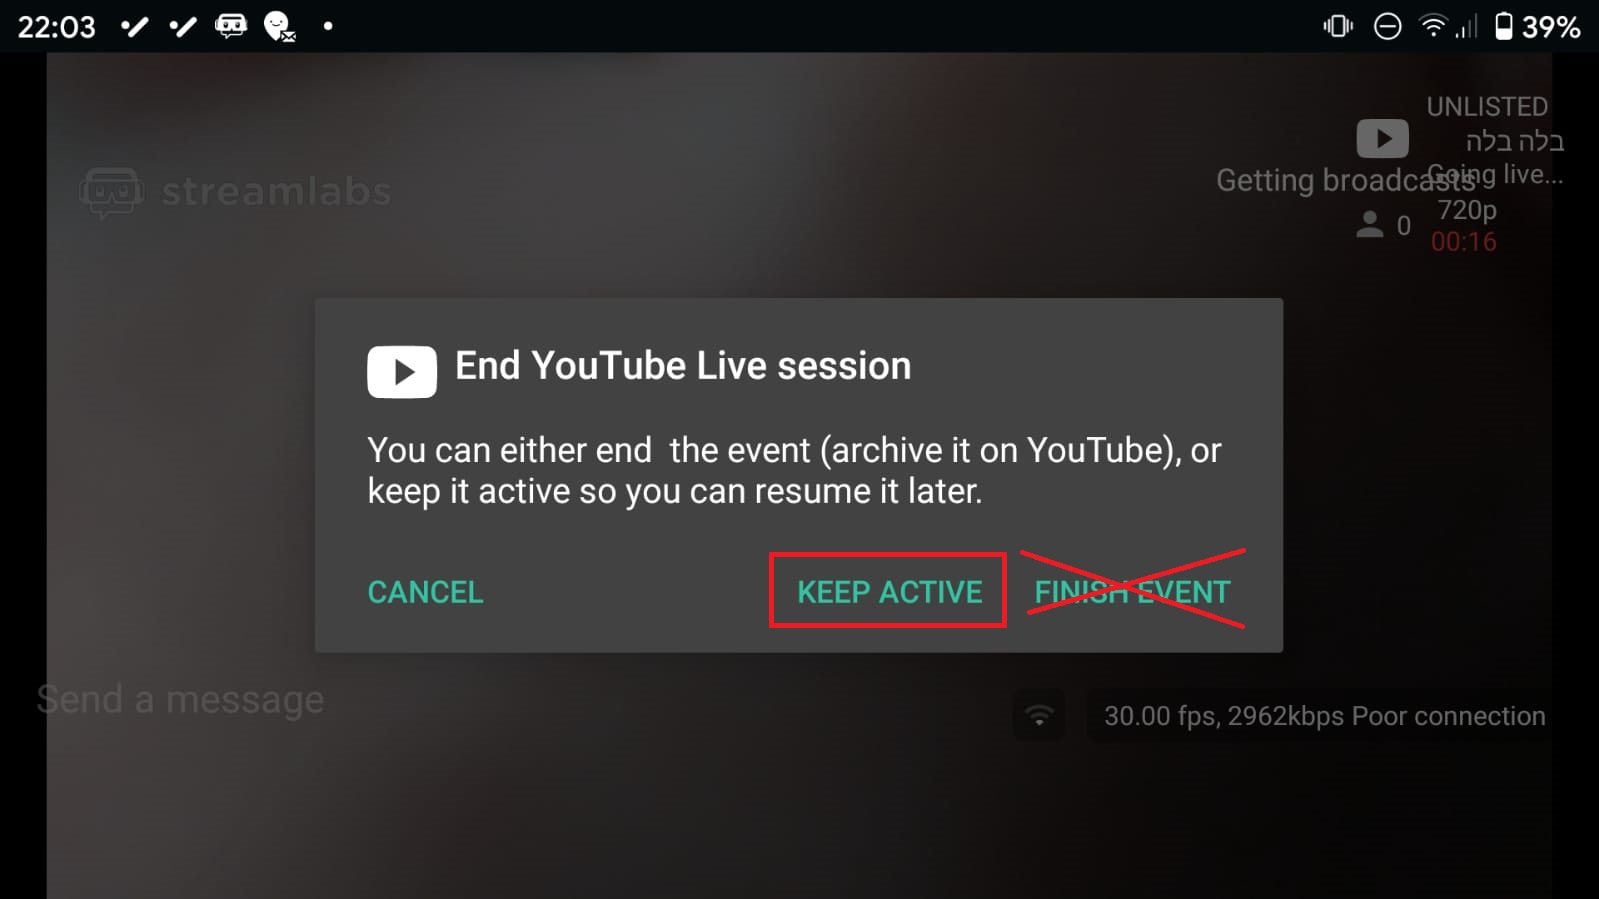 22:03
39%
UNLISTED
בלה בלה
Going live...
Getting broadcasts
720p
0
00:16
streamlabs
End YouTube Live session
You can either end  the event (archive it on YouTube), or
keep it active so you can resume it later.
CANCEL
KEEP ACTIVE
FINISH EVENT
Send a message
30.00 fps, 2962kbps Poor connection